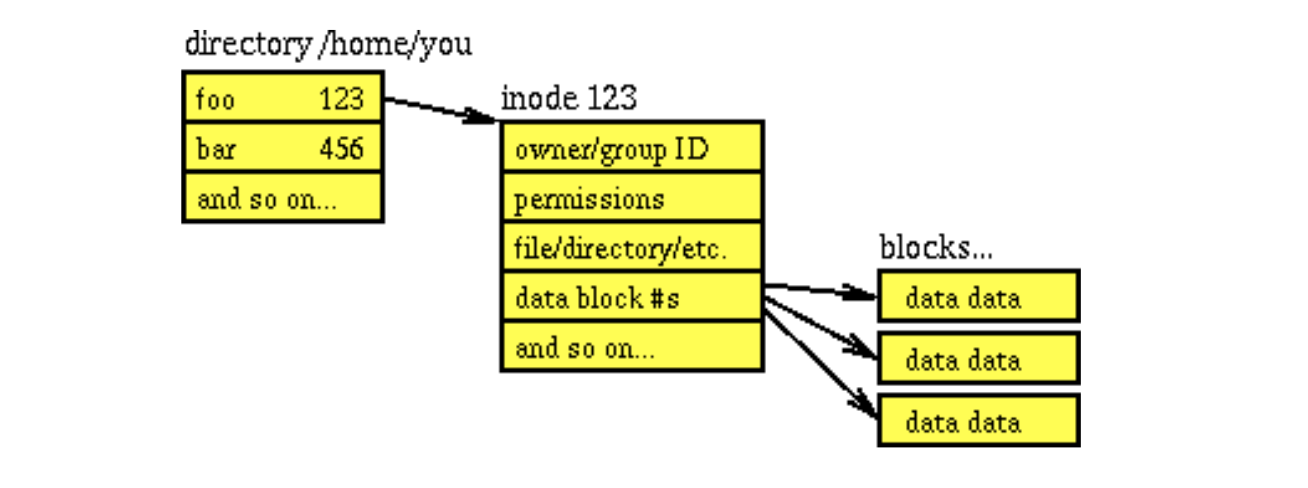 directory /home/you
foo 123
bar 456
and so on...
inode 123
owner/group ID
permissions
file/directory/etc.
data block #s
and so on...
blocks...
data data
data data
data data